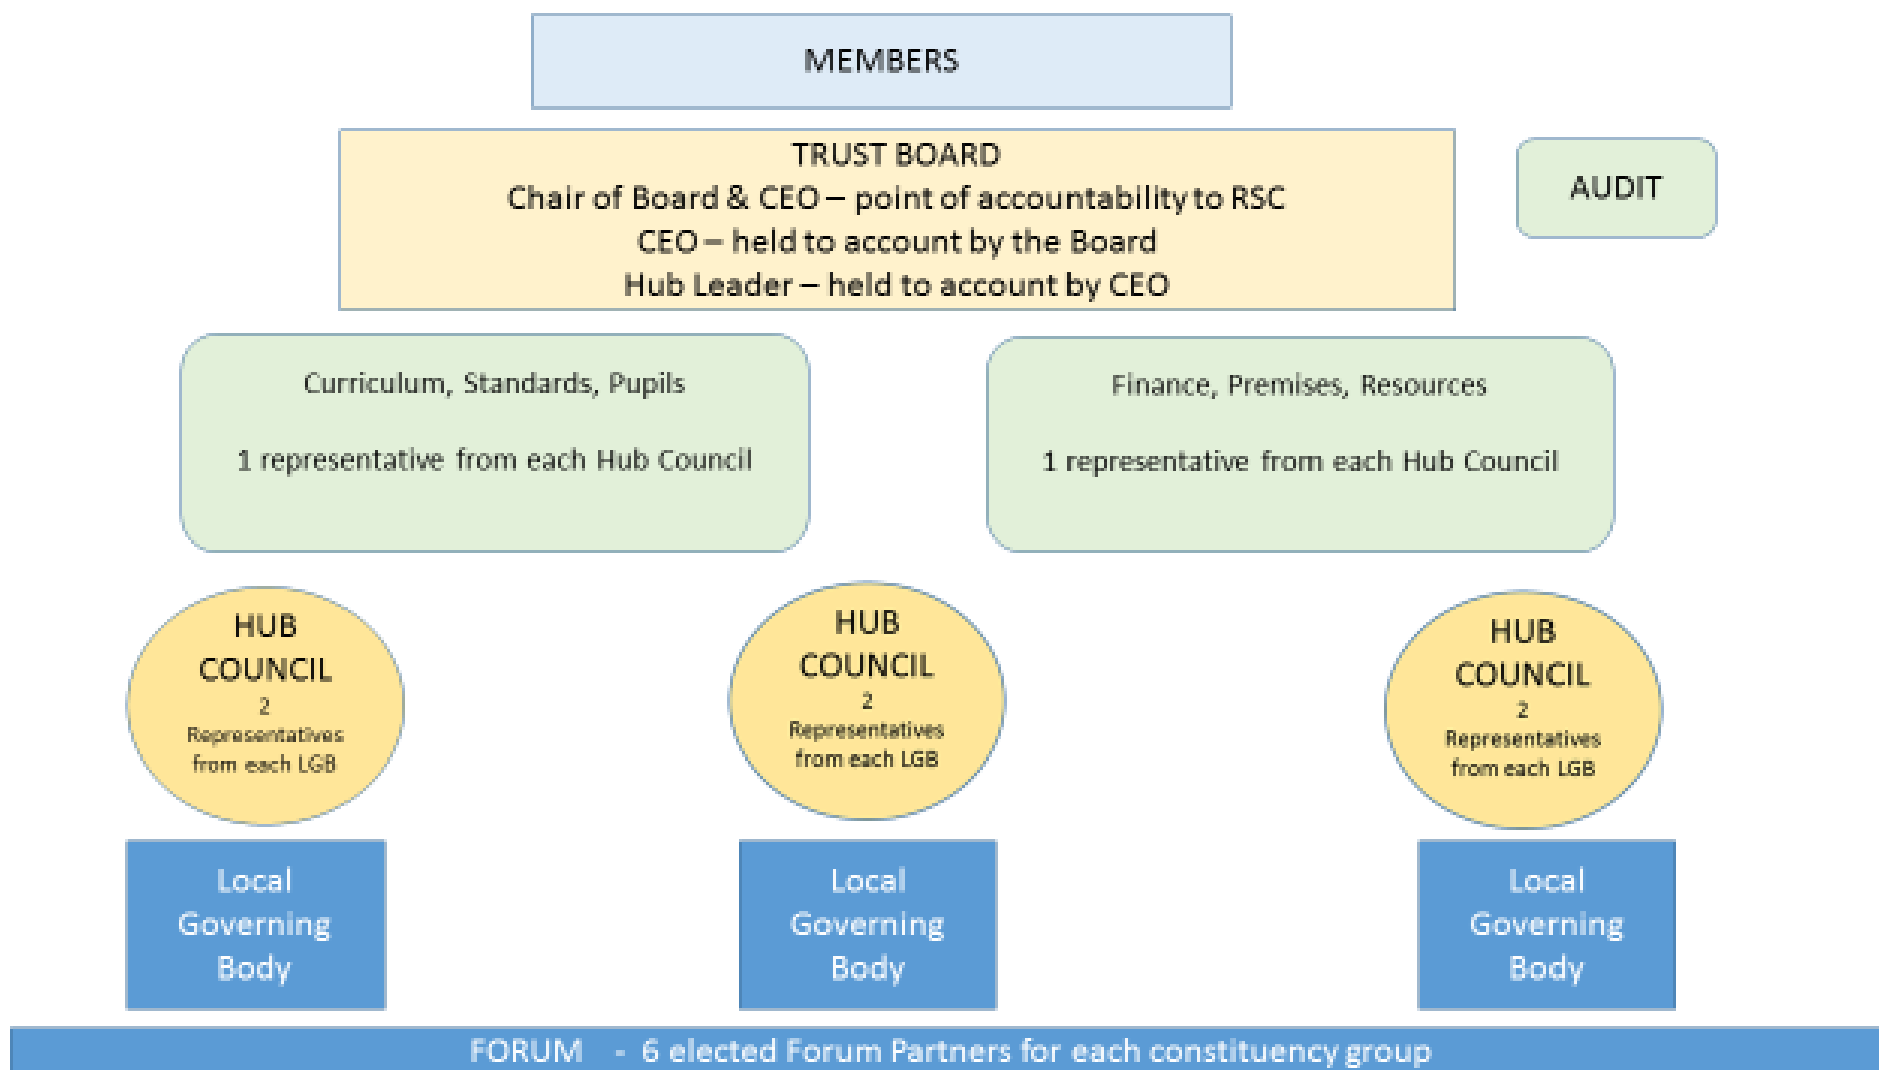 MEMBERS
TRUST BOARD
Chair of Board & CEO – point of accountability to RSC
CEO – held to account by the Board
Hub Leader – held to account by CEO
AUDIT
Curriculum, Standards, Pupils
1 representative from each Hub Council
Finance, Premises, Resources
1 representative from each Hub Council
HUB
COUNCIL
2
Representatives
from each LGB
HUB
COUNCIL
2
Representatives
from each LGB
HUB
COUNCIL
2
Representatives
from each LGB
Local
Governing
Body
Local
Governing
Body
Local
Governing
Body
FORUM - 6 elected Forum Partners for each constituency group